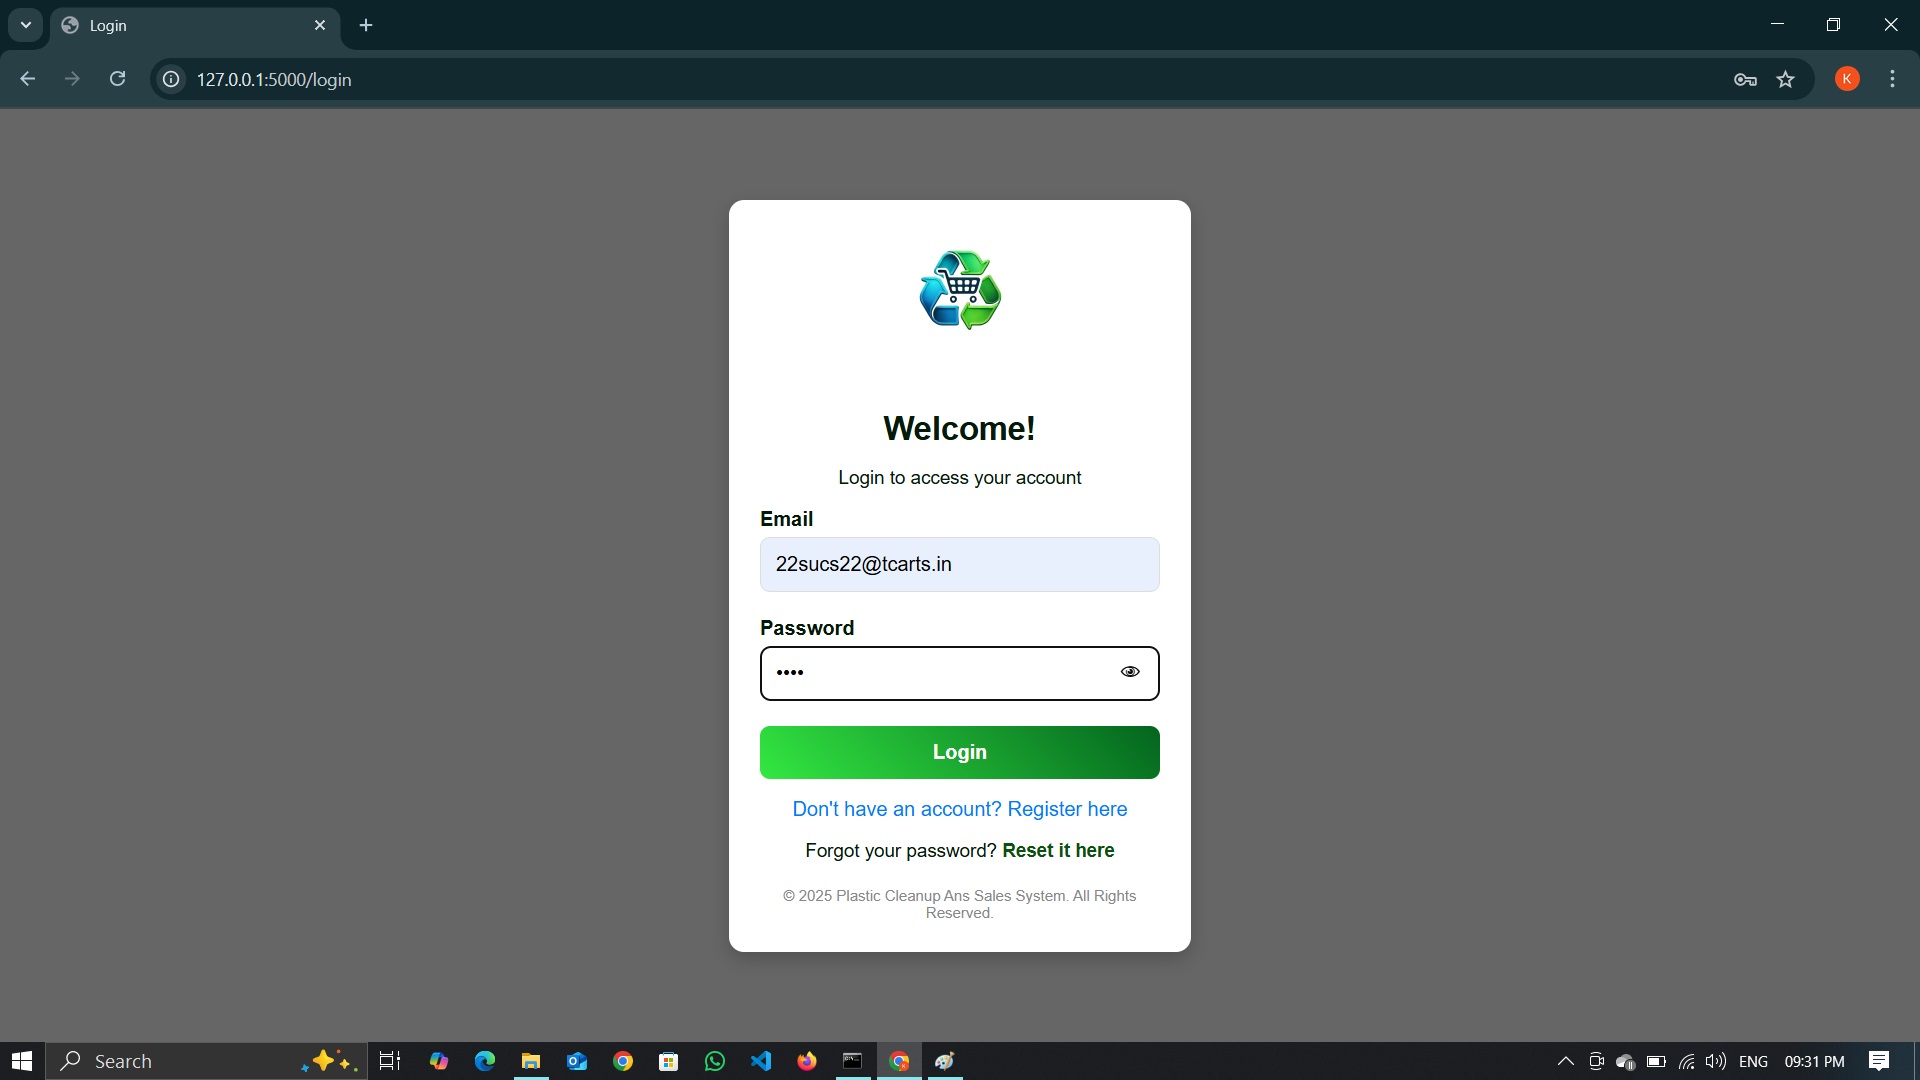 Login
127.0.0.1:5000/login
K
Welcome!
Login to access your account
Email
22sucs22@tcarts.in
Password
••••
Login
Don't have an account? Register here
Forgot your password? Reset it here
© 2025 Plastic Cleanup Ans Sales System. All Rights
Reserved.
Search
ENG
09:31 PM